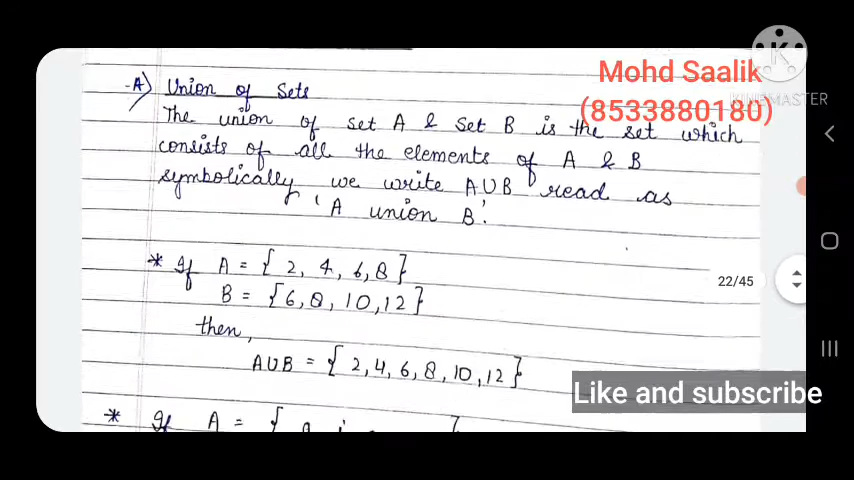 Mohd Saalik
(8533880180)
KINEMASTER
A) Union of Sets
The union of set A & set B is the set which
consists of all the elements of A & B
symbolically we write A∪B read as
'A union B'.
* If A = { 2, 4, 6, 8 }
B = { 6, 8, 10, 12 }
then,
A∪B = { 2, 4, 6, 8, 10, 12 }
22/45
Like and subscribe
* If A = {